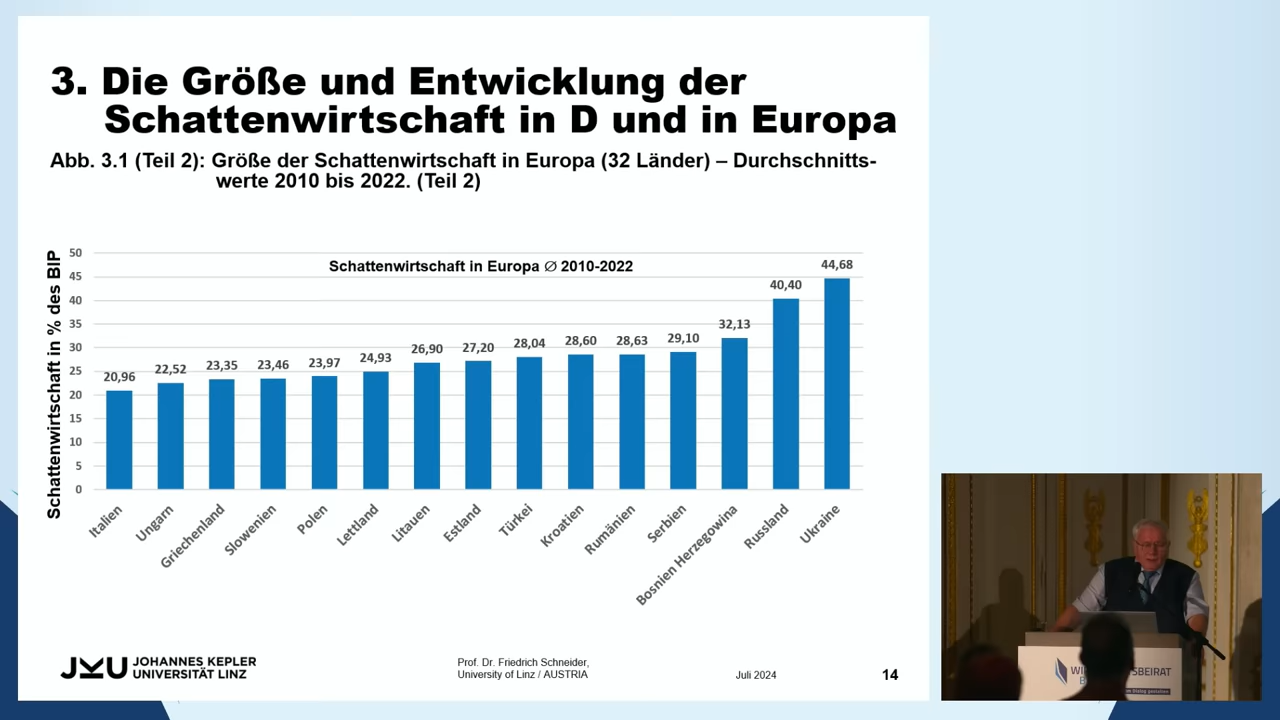 3. Die Größe und Entwicklung der
Schattenwirtschaft in D und in Europa
Abb. 3.1 (Teil 2): Größe der Schattenwirtschaft in Europa (32 Länder) – Durchschnitts-
werte 2010 bis 2022. (Teil 2)
Schattenwirtschaft in % des BIP
Schattenwirtschaft in Europa ∅ 2010-2022
50
45
40
35
30
25
20
15
10
5
0
20,96
22,52
23,35
23,46
23,97
24,93
26,90
27,20
28,04
28,60
28,63
29,10
32,13
40,40
44,68
Italien
Ungarn
Griechenland
Slowenien
Polen
Lettland
Litauen
Estland
Türkei
Kroatien
Rumänien
Serbien
Bosnien Herzegowina
Russland
Ukraine
JKU JOHANNES KEPLER
UNIVERSITÄT LINZ
Prof. Dr. Friedrich Schneider,
University of Linz / AUSTRIA
Juli 2024
14